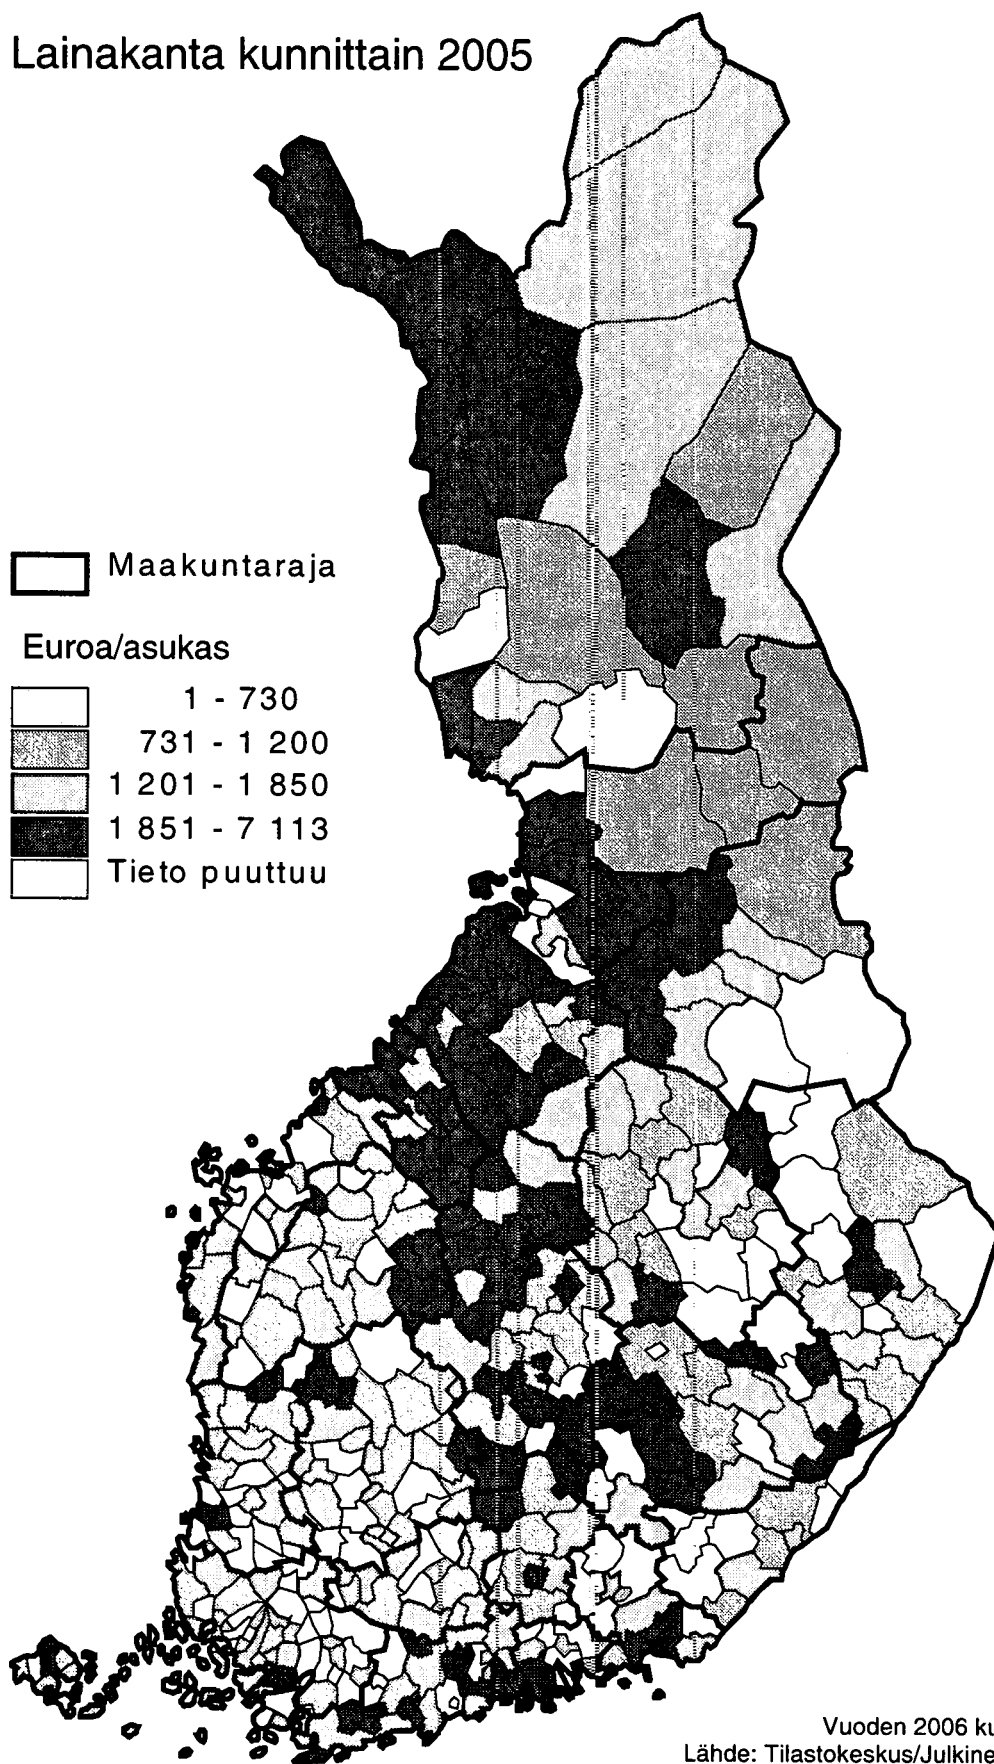 Lainakanta kunnittain 2005
Maakuntaraja
Euroa/asukas
1 - 730
731 - 1 200
1 201 - 1 850
1 851 - 7 113
Tieto puuttuu
Vuoden 2006 ku
Lähde: Tilastokeskus/Julkine